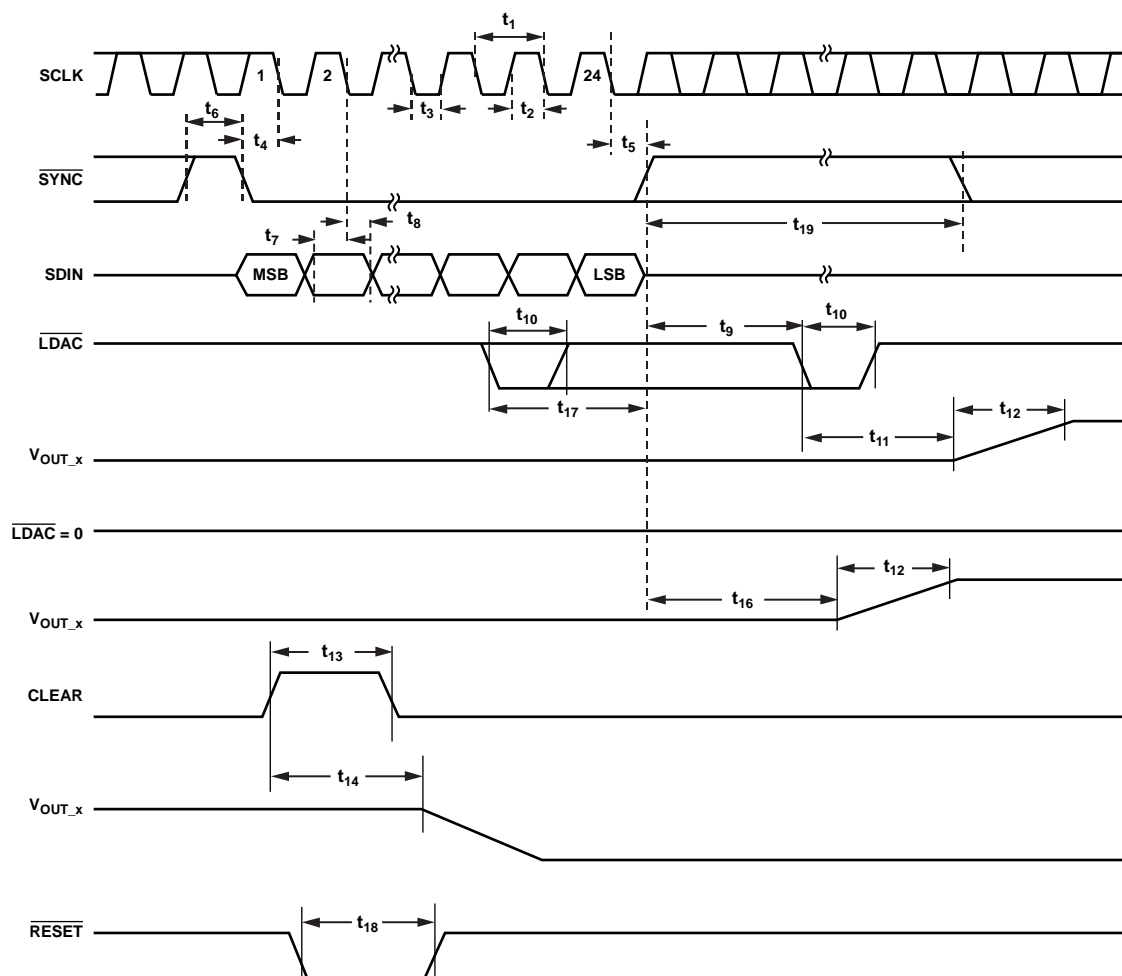 t1
SCLK
1
2
24
t3
t2
t6
t4
t5
SYNC
t8
t19
t7
SDIN
MSB
LSB
t10
t9
t10
LDAC
t17
t12
t11
VOUT_x
LDAC = 0
t12
t16
VOUT_x
t13
CLEAR
t14
VOUT_x
t18
RESET